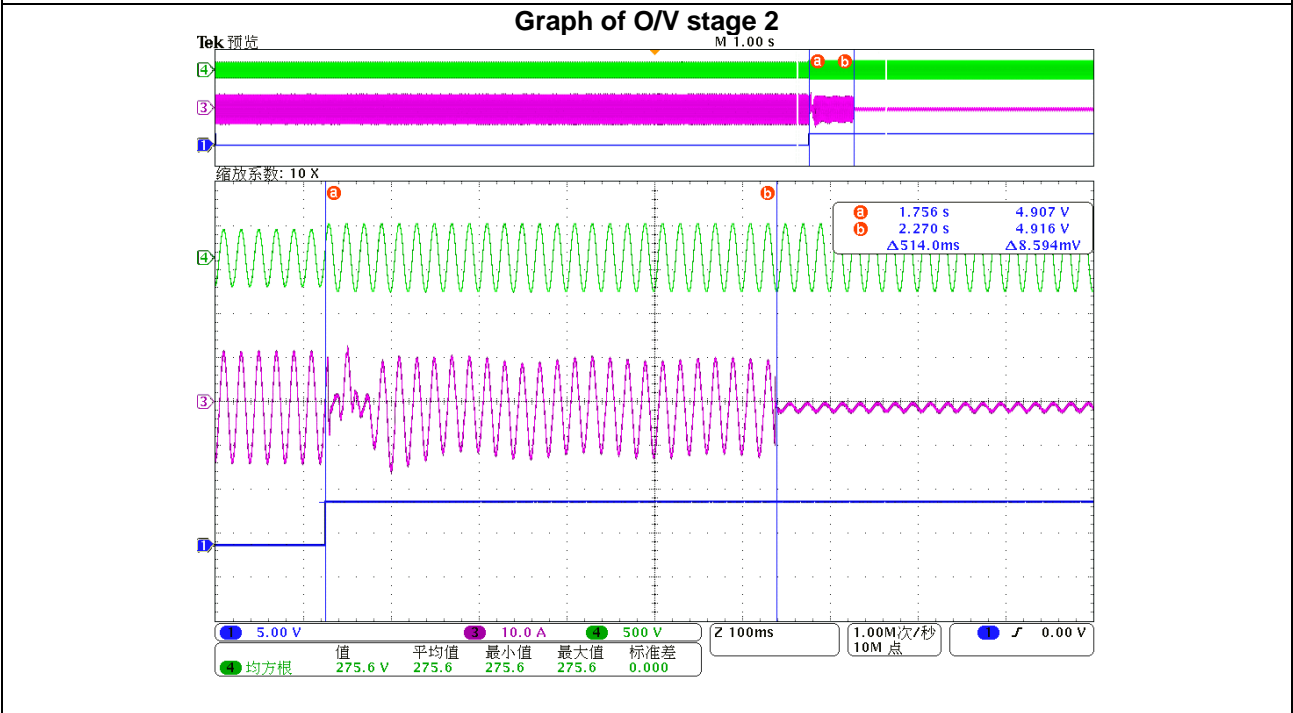 Graph of O/V stage 2
Tek 预览 M 1.00 s
4 a b
3
1
缩放系数: 10 X
a b
a 1.756 s 4.907 V
b 2.270 s 4.916 V
Δ514.0ms Δ8.594mV
4
3
1
1 5.00 V 3 10.0 A 4 500 V Z 100ms 1.00M次/秒 1 0.00 V
10M 点
值 平均值 最小值 最大值 标准差
4 均方根 275.6 V 275.6 275.6 275.6 0.000